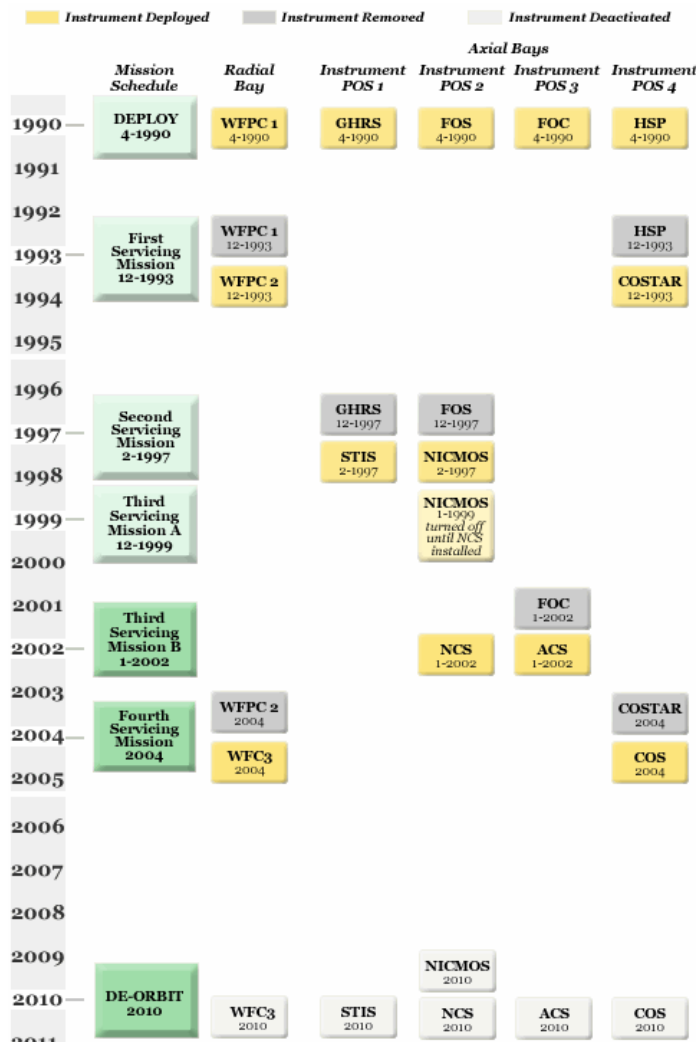 Instrument Deployed
Instrument Removed
Instrument Deactivated
Axial Bays
Mission
Schedule
Radial
Bay
Instrument
POS 1
Instrument
POS 2
Instrument
POS 3
Instrument
POS 4
1990
DEPLOY
4-1990
WFPC 1
4-1990
GHRS
4-1990
FOS
4-1990
FOC
4-1990
HSP
4-1990
1991
1992
1993
First
Servicing
Mission
12-1993
WFPC 1
12-1993
HSP
12-1993
WFPC 2
12-1993
COSTAR
12-1993
1994
1995
1996
1997
Second
Servicing
Mission
2-1997
GHRS
12-1997
FOS
12-1997
STIS
2-1997
NICMOS
2-1997
1998
1999
Third
Servicing
Mission A
12-1999
NICMOS
1-1999
turned off
until NCS
installed
2000
2001
FOC
1-2002
2002
Third
Servicing
Mission B
1-2002
NCS
1-2002
ACS
1-2002
2003
WFPC 2
2004
COSTAR
2004
2004
Fourth
Servicing
Mission
2004
WFC3
2004
COS
2004
2005
2006
2007
2008
2009
NICMOS
2010
2010
DE-ORBIT
2010
WFC3
2010
STIS
2010
NCS
2010
ACS
2010
COS
2010
2011